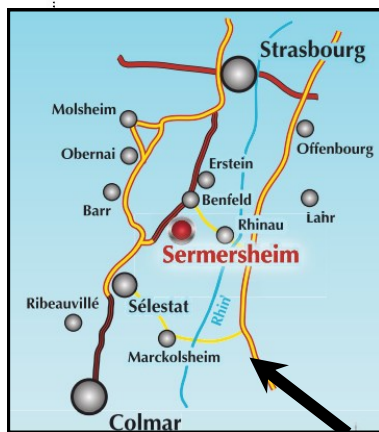 Strasbourg
Molsheim
Offenbourg
Obernai
Erstein
Barr
Benfeld
Lahr
Rhinau
Sermersheim
Rhin
Ribeauvillé
Sélestat
Marckolsheim
Colmar